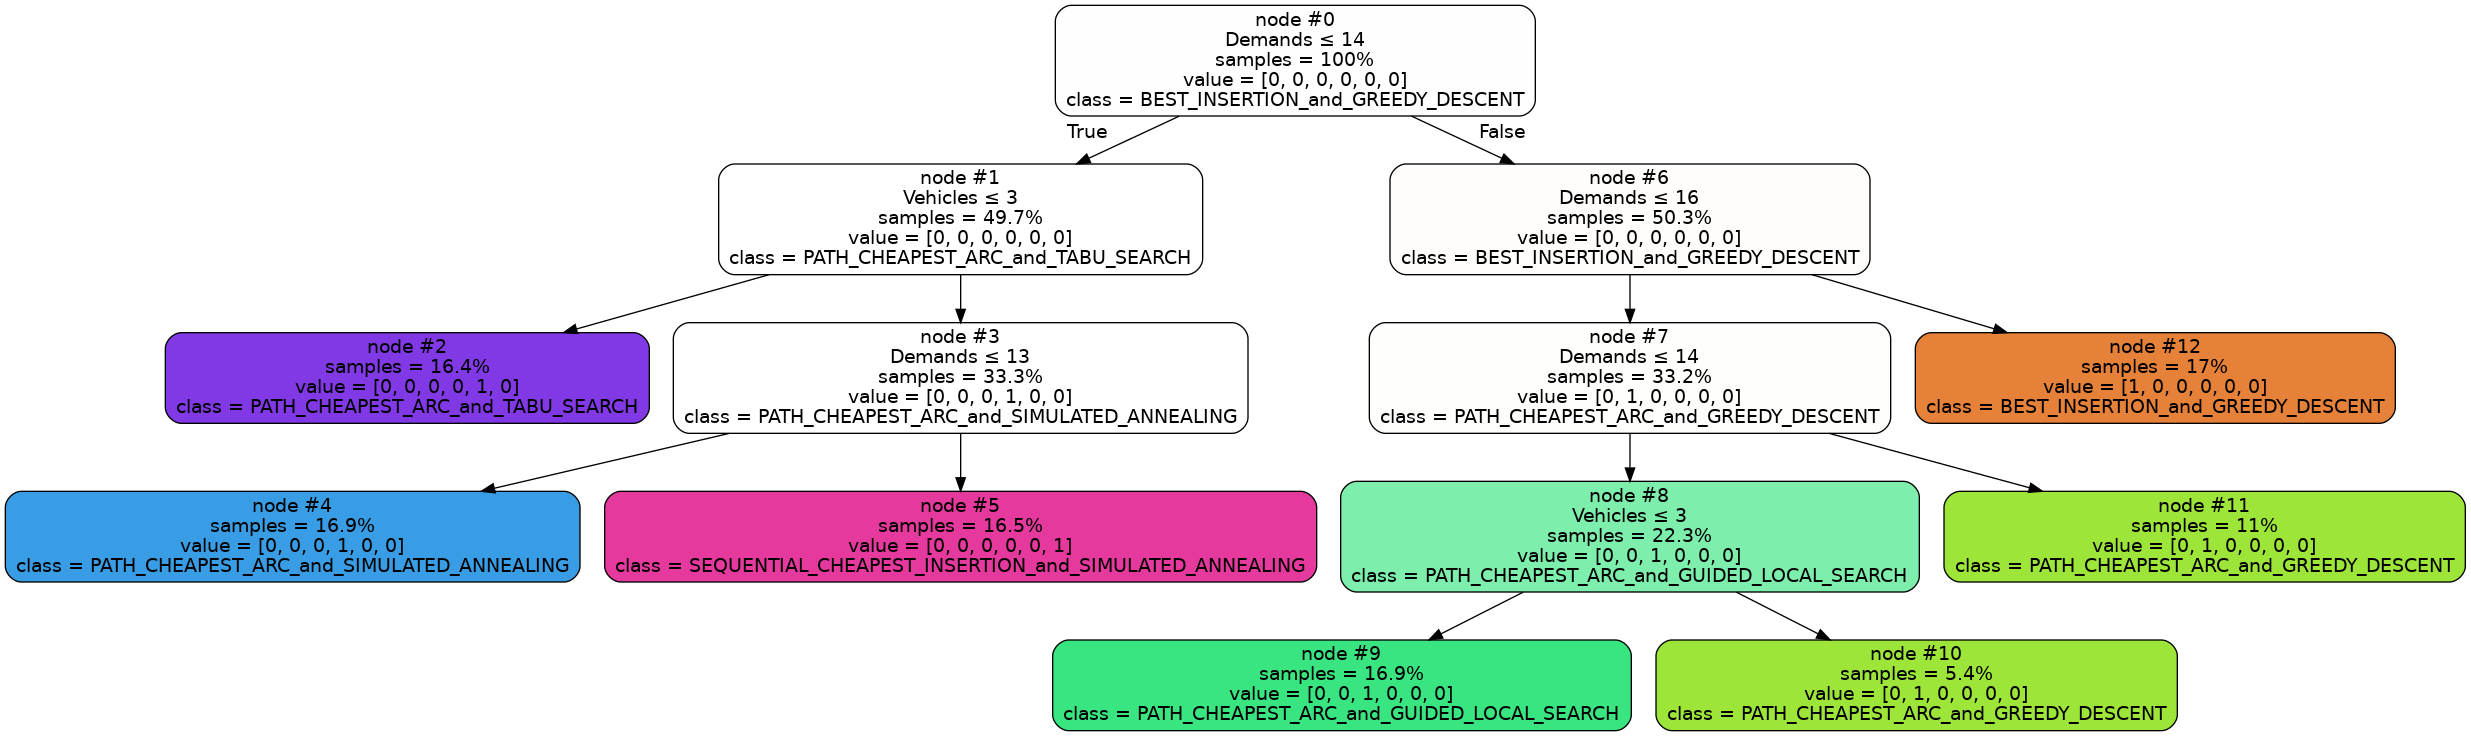 node #0
Demands ≤ 14
samples = 100%
value = [0, 0, 0, 0, 0, 0]
class = BEST_INSERTION_and_GREEDY_DESCENT
True
False
node #1
Vehicles ≤ 3
samples = 49.7%
value = [0, 0, 0, 0, 0, 0]
class = PATH_CHEAPEST_ARC_and_TABU_SEARCH
node #6
Demands ≤ 16
samples = 50.3%
value = [0, 0, 0, 0, 0, 0]
class = BEST_INSERTION_and_GREEDY_DESCENT
node #2
samples = 16.4%
value = [0, 0, 0, 0, 1, 0]
class = PATH_CHEAPEST_ARC_and_TABU_SEARCH
node #3
Demands ≤ 13
samples = 33.3%
value = [0, 0, 0, 1, 0, 0]
class = PATH_CHEAPEST_ARC_and_SIMULATED_ANNEALING
node #7
Demands ≤ 14
samples = 33.2%
value = [0, 1, 0, 0, 0, 0]
class = PATH_CHEAPEST_ARC_and_GREEDY_DESCENT
node #12
samples = 17%
value = [1, 0, 0, 0, 0, 0]
class = BEST_INSERTION_and_GREEDY_DESCENT
node #4
samples = 16.9%
value = [0, 0, 0, 1, 0, 0]
class = PATH_CHEAPEST_ARC_and_SIMULATED_ANNEALING
node #5
samples = 16.5%
value = [0, 0, 0, 0, 0, 1]
class = SEQUENTIAL_CHEAPEST_INSERTION_and_SIMULATED_ANNEALING
node #8
Vehicles ≤ 3
samples = 22.3%
value = [0, 0, 1, 0, 0, 0]
class = PATH_CHEAPEST_ARC_and_GUIDED_LOCAL_SEARCH
node #11
samples = 11%
value = [0, 1, 0, 0, 0, 0]
class = PATH_CHEAPEST_ARC_and_GREEDY_DESCENT
node #9
samples = 16.9%
value = [0, 0, 1, 0, 0, 0]
class = PATH_CHEAPEST_ARC_and_GUIDED_LOCAL_SEARCH
node #10
samples = 5.4%
value = [0, 1, 0, 0, 0, 0]
class = PATH_CHEAPEST_ARC_and_GREEDY_DESCENT